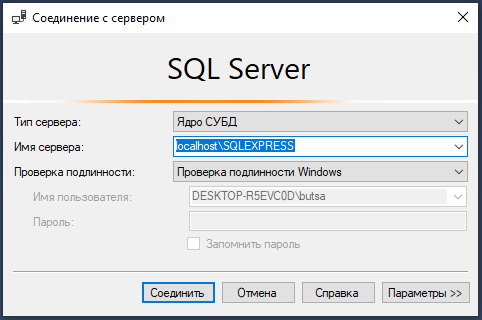 Соединение с сервером
SQL Server
Тип сервера: Ядро СУБД
Имя сервера: localhost\SQLEXPRESS
Проверка подлинности: Проверка подлинности Windows
Имя пользователя: DESKTOP-R5EVC0D\butsa
Пароль:
Запомнить пароль
Соединить Отмена Справка Параметры >>